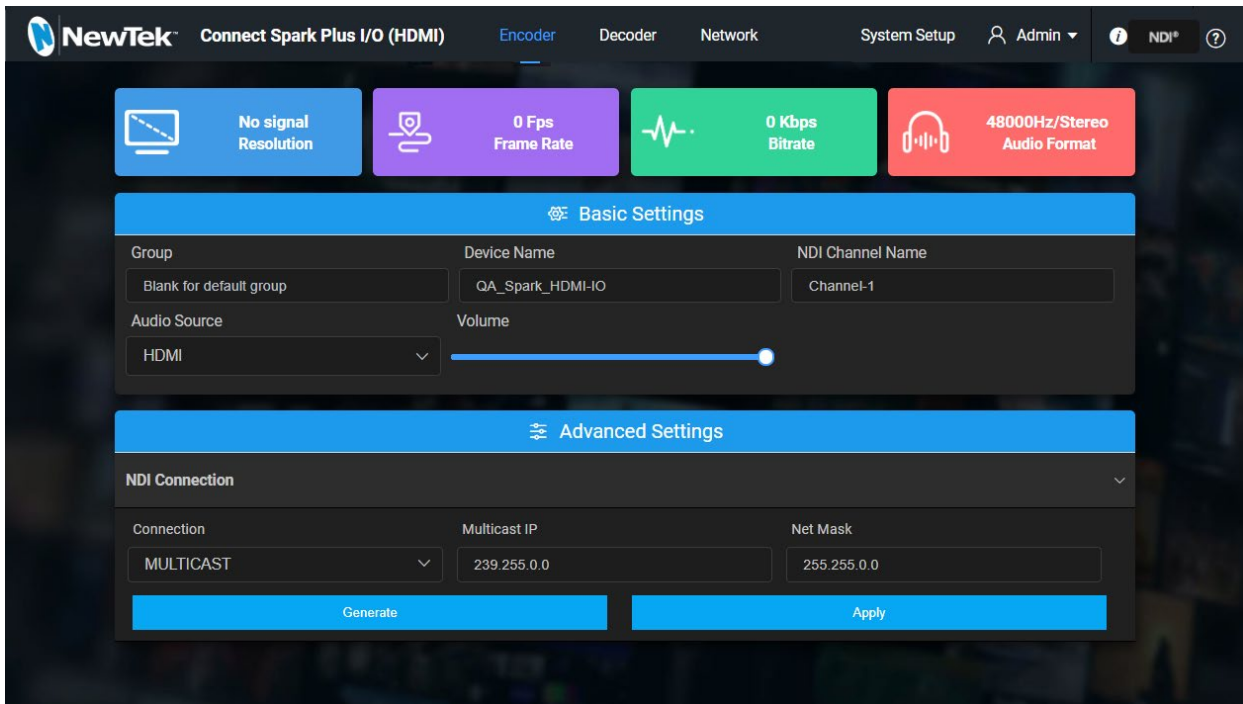 NewTek™ Connect Spark Plus I/O (HDMI) Encoder Decoder Network System Setup Admin i NDI® ?
No signal
Resolution
0 Fps
Frame Rate
0 Kbps
Bitrate
48000Hz/Stereo
Audio Format
Basic Settings
Group Device Name NDI Channel Name
Blank for default group QA_Spark_HDMI-IO Channel-1
Audio Source Volume
HDMI
Advanced Settings
NDI Connection
Connection Multicast IP Net Mask
MULTICAST 239.255.0.0 255.255.0.0
Generate Apply